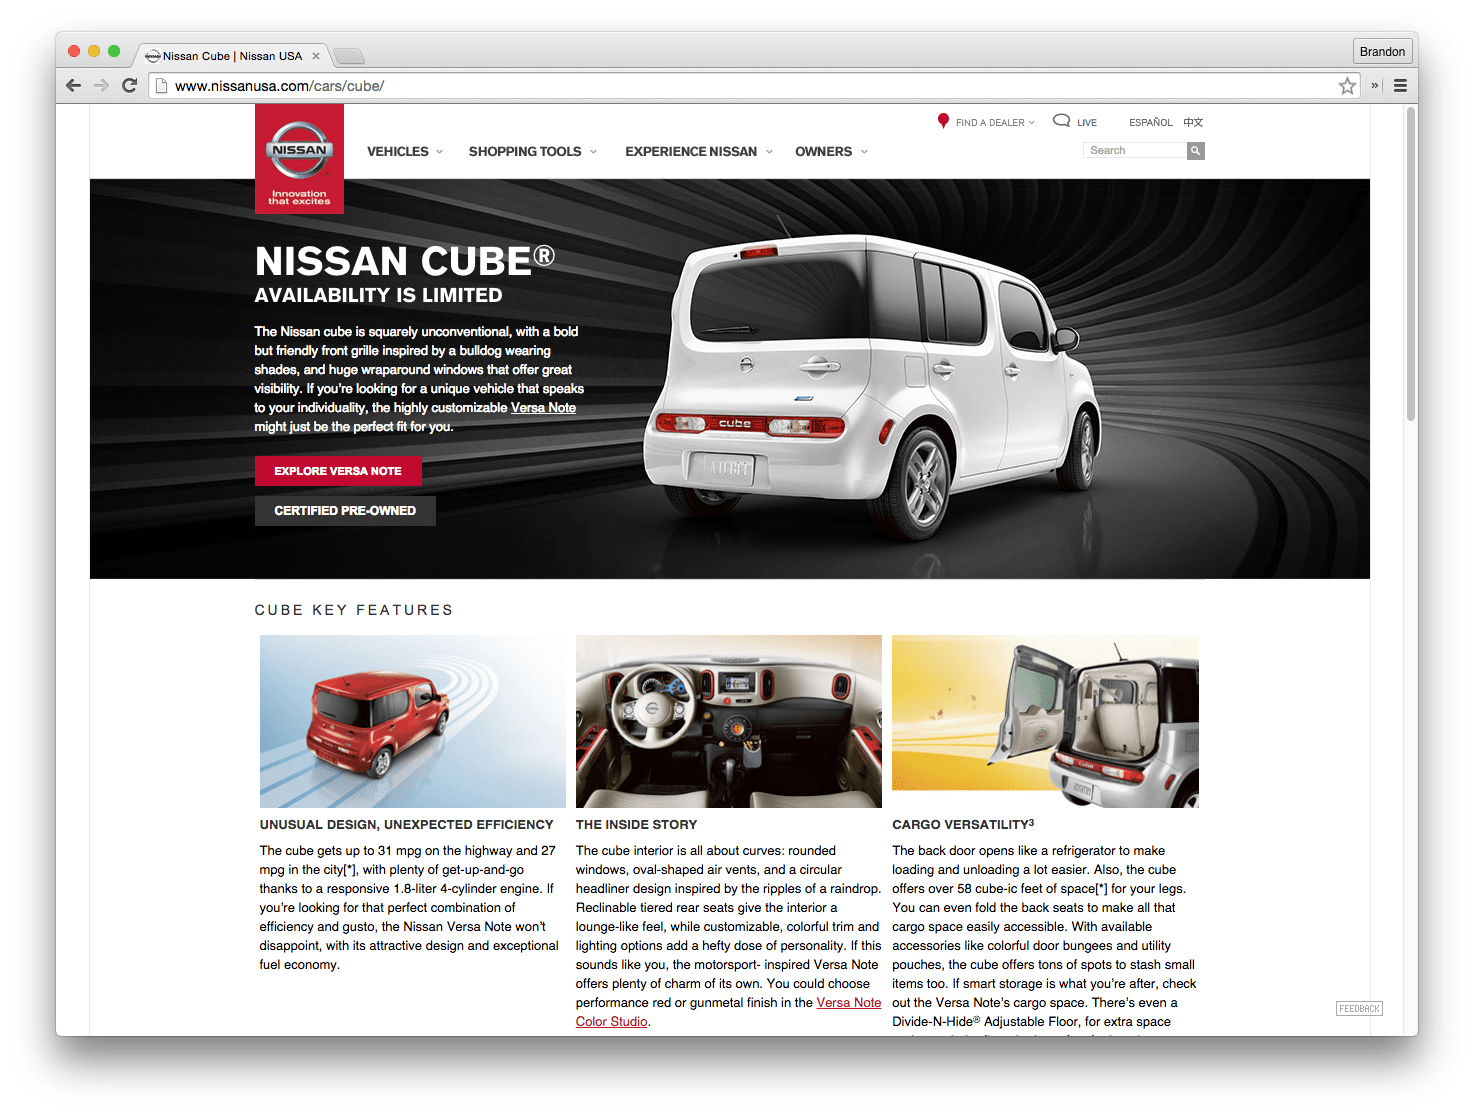 Nissan Cube | Nissan USA
Brandon
www.nissanusa.com/cars/cube/
FIND A DEALER
LIVE
ESPAÑOL
中文
NISSAN
Innovation
that excites
VEHICLES
SHOPPING TOOLS
EXPERIENCE NISSAN
OWNERS
Search
NISSAN CUBE®
AVAILABILITY IS LIMITED
The Nissan cube is squarely unconventional, with a bold
but friendly front grille inspired by a bulldog wearing
shades, and huge wraparound windows that offer great
visibility. If you're looking for a unique vehicle that speaks
to your individuality, the highly customizable Versa Note
might just be the perfect fit for you.
EXPLORE VERSA NOTE
CERTIFIED PRE-OWNED
cube
CUBE KEY FEATURES
cube
UNUSUAL DESIGN, UNEXPECTED EFFICIENCY
The cube gets up to 31 mpg on the highway and 27
mpg in the city[*], with plenty of get-up-and-go
thanks to a responsive 1.8-liter 4-cylinder engine. If
you're looking for that perfect combination of
efficiency and gusto, the Nissan Versa Note won't
disappoint, with its attractive design and exceptional
fuel economy.
THE INSIDE STORY
The cube interior is all about curves: rounded
windows, oval-shaped air vents, and a circular
headliner design inspired by the ripples of a raindrop.
Reclinable tiered rear seats give the interior a
lounge-like feel, while customizable, colorful trim and
lighting options add a hefty dose of personality. If this
sounds like you, the motorsport- inspired Versa Note
offers plenty of charm of its own. You could choose
performance red or gunmetal finish in the Versa Note
Color Studio.
CARGO VERSATILITY3
The back door opens like a refrigerator to make
loading and unloading a lot easier. Also, the cube
offers over 58 cube-ic feet of space[*] for your legs.
You can even fold the back seats to make all that
cargo space easily accessible. With available
accessories like colorful door bungees and utility
pouches, the cube offers tons of spots to stash small
items too. If smart storage is what you're after, check
out the Versa Note's cargo space. There's even a
Divide-N-Hide® Adjustable Floor, for extra space
FEEDBACK